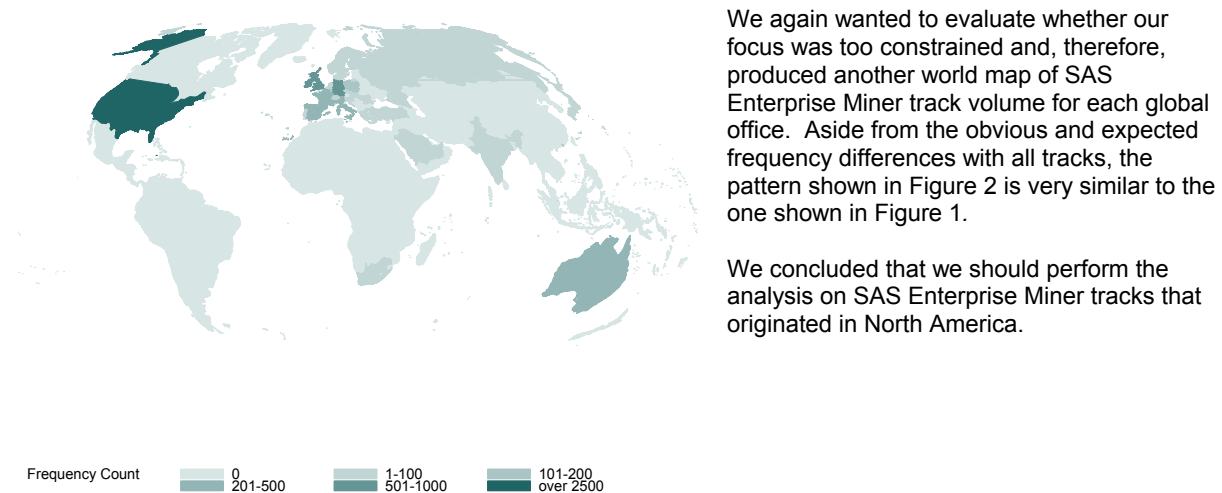 We again wanted to evaluate whether our
focus was too constrained and, therefore,
produced another world map of SAS
Enterprise Miner track volume for each global
office.  Aside from the obvious and expected
frequency differences with all tracks, the
pattern shown in Figure 2 is very similar to the
one shown in Figure 1.
We concluded that we should perform the
analysis on SAS Enterprise Miner tracks that
originated in North America.
Frequency Count 0 1-100 101-200
201-500 501-1000 over 2500